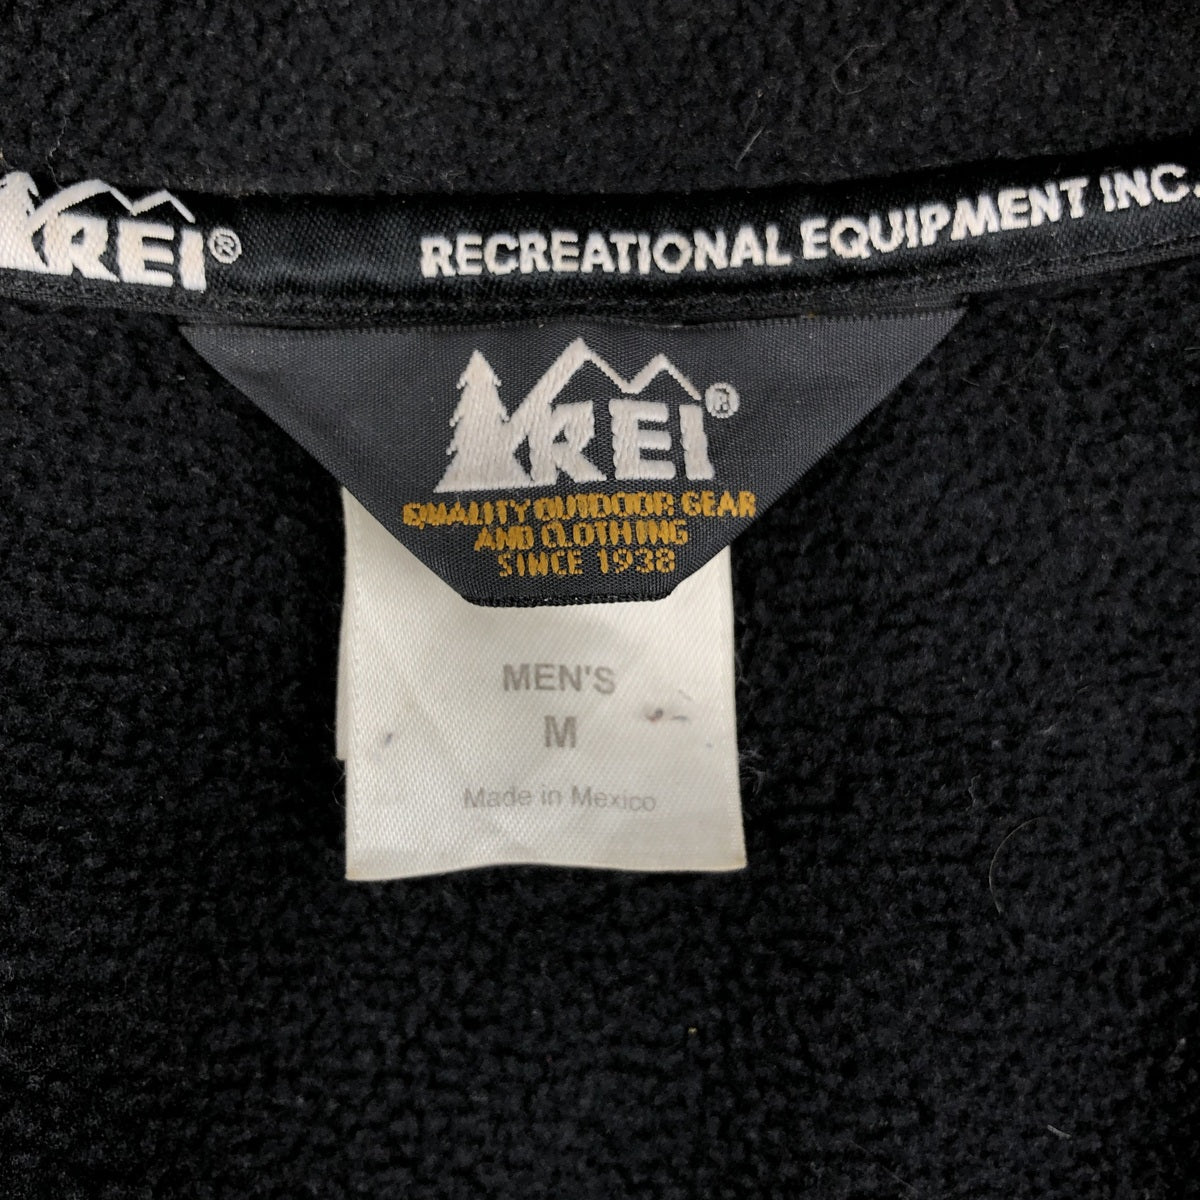 REI®
RECREATIONAL EQUIPMENT INC.
REI®
QUALITY OUTDOOR GEAR
AND CLOTHING
SINCE 1938
MEN'S
M
Made in Mexico